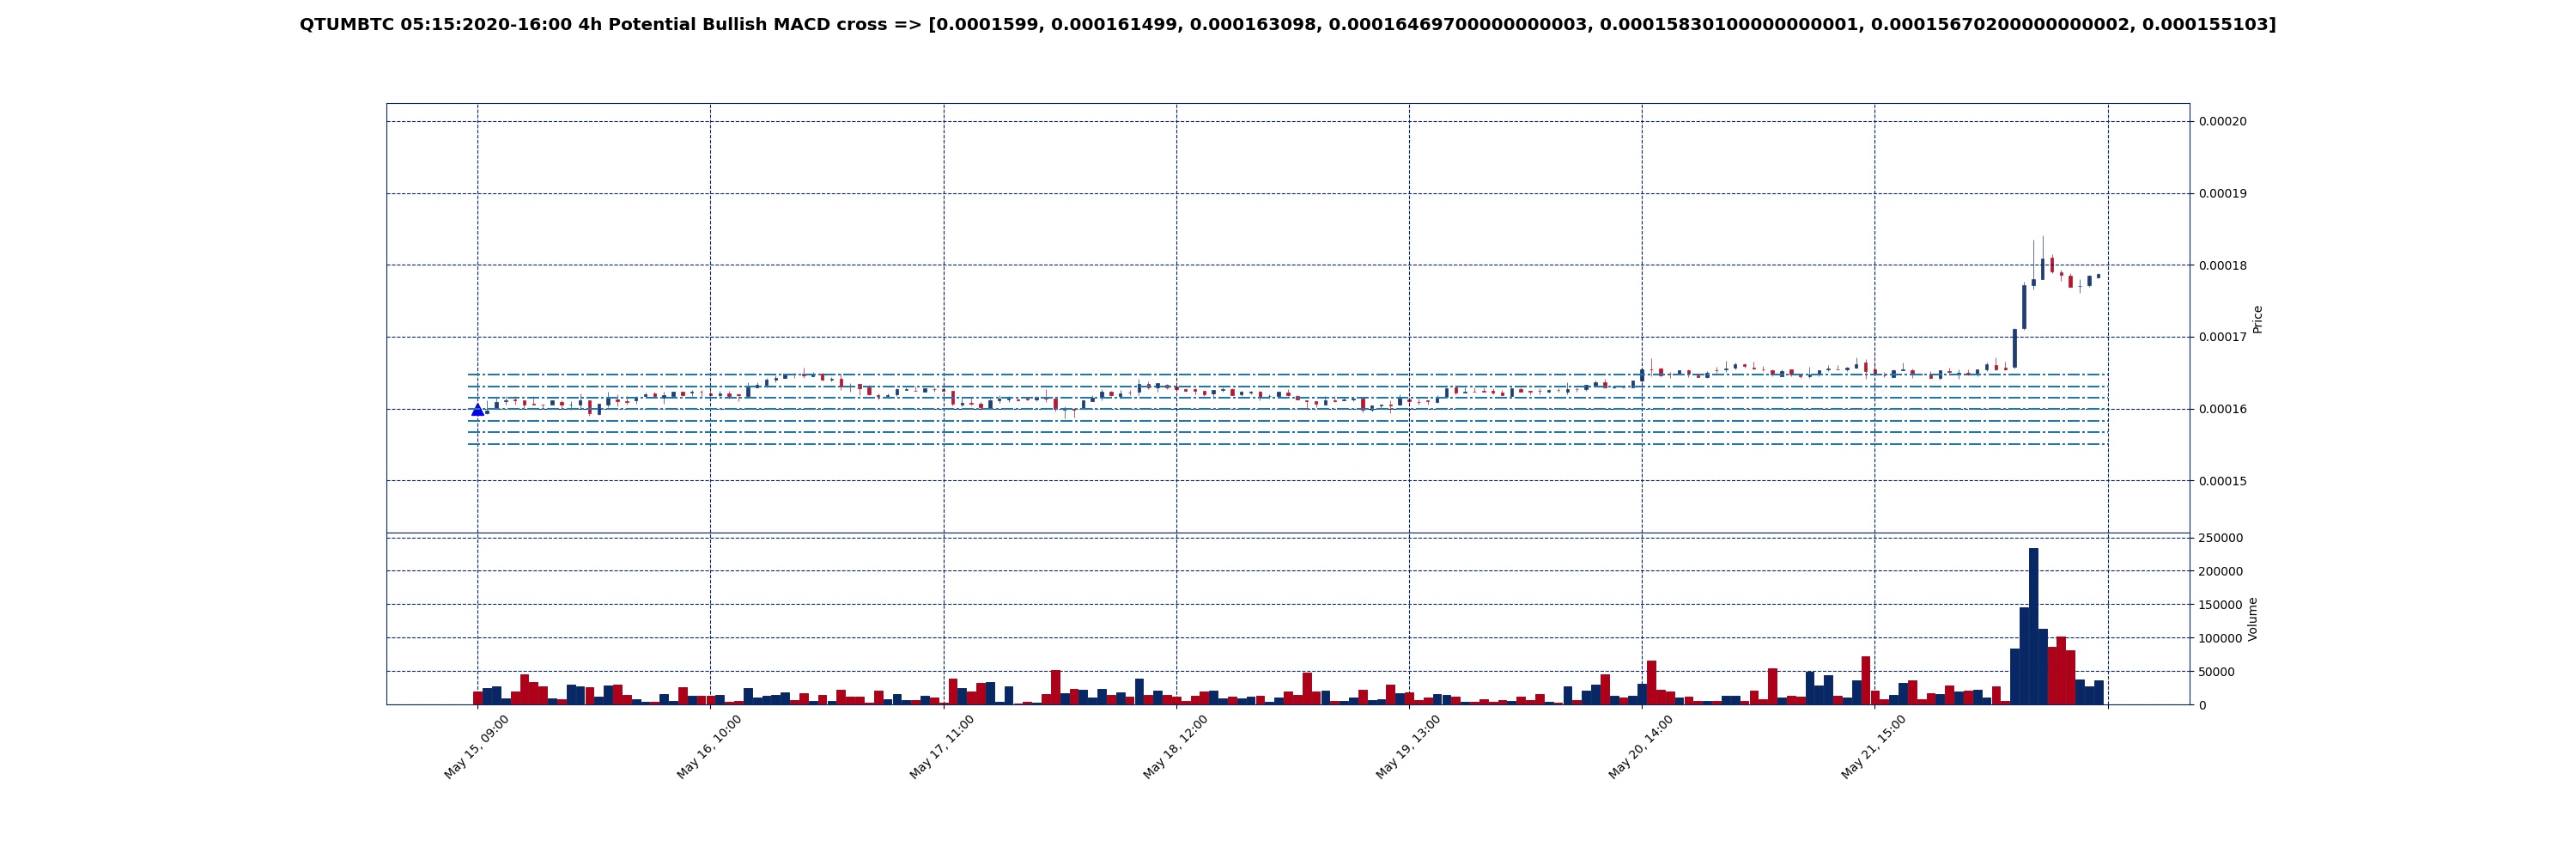 QTUMBTC 05:15:2020-16:00 4h Potential Bullish MACD cross => [0.0001599, 0.000161499, 0.000163098, 0.00016469700000000003, 0.00015830100000000001, 0.00015670200000000002, 0.000155103]
0.00020
0.00019
0.00018
0.00017
0.00016
0.00015
Price
250000
200000
150000
100000
50000
0
Volume
May 15, 09:00
May 16, 10:00
May 17, 11:00
May 18, 12:00
May 19, 13:00
May 20, 14:00
May 21, 15:00